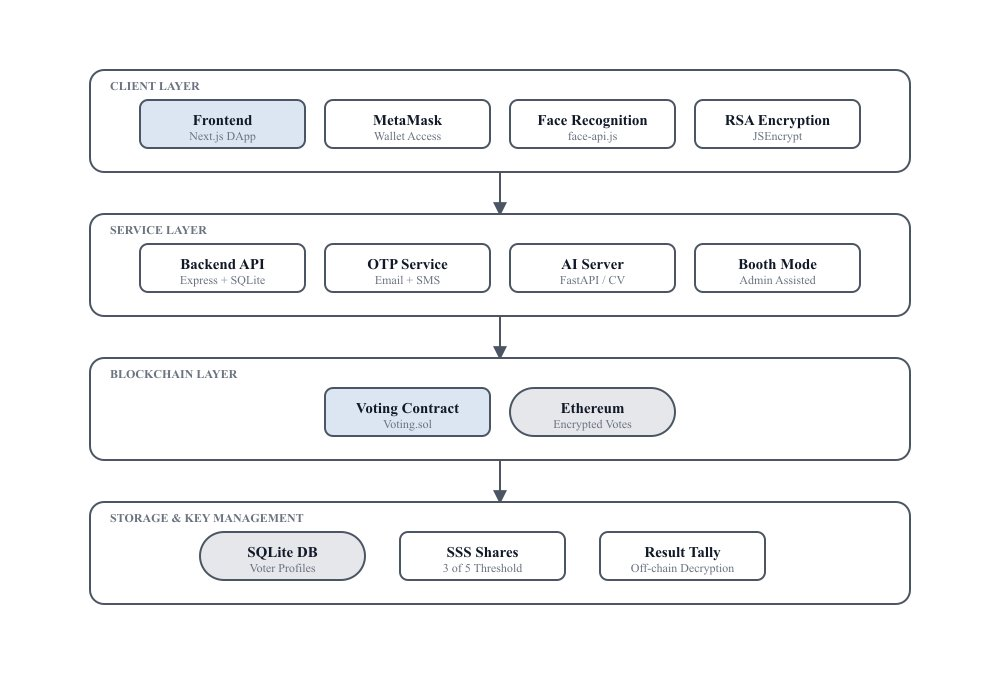 CLIENT LAYER
Frontend
Next.js DApp
MetaMask
Wallet Access
Face Recognition
face-api.js
RSA Encryption
JSEncrypt
SERVICE LAYER
Backend API
Express + SQLite
OTP Service
Email + SMS
AI Server
FastAPI / CV
Booth Mode
Admin Assisted
BLOCKCHAIN LAYER
Voting Contract
Voting.sol
Ethereum
Encrypted Votes
STORAGE & KEY MANAGEMENT
SQLite DB
Voter Profiles
SSS Shares
3 of 5 Threshold
Result Tally
Off-chain Decryption